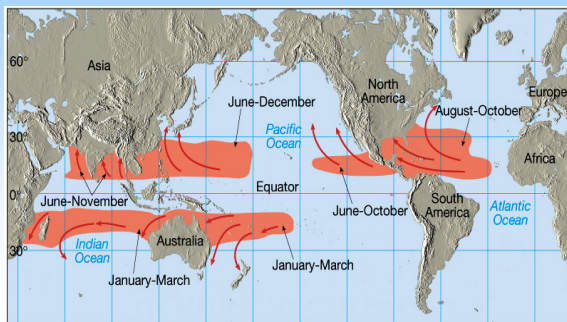 60°
Asia
North
America
Europe
June-December
August-October
Pacific
Ocean
30°
Africa
0°
June-November
Equator
June-October
South
America
Atlantic
Ocean
Indian
Ocean
Australia
30°
January-March
January-March